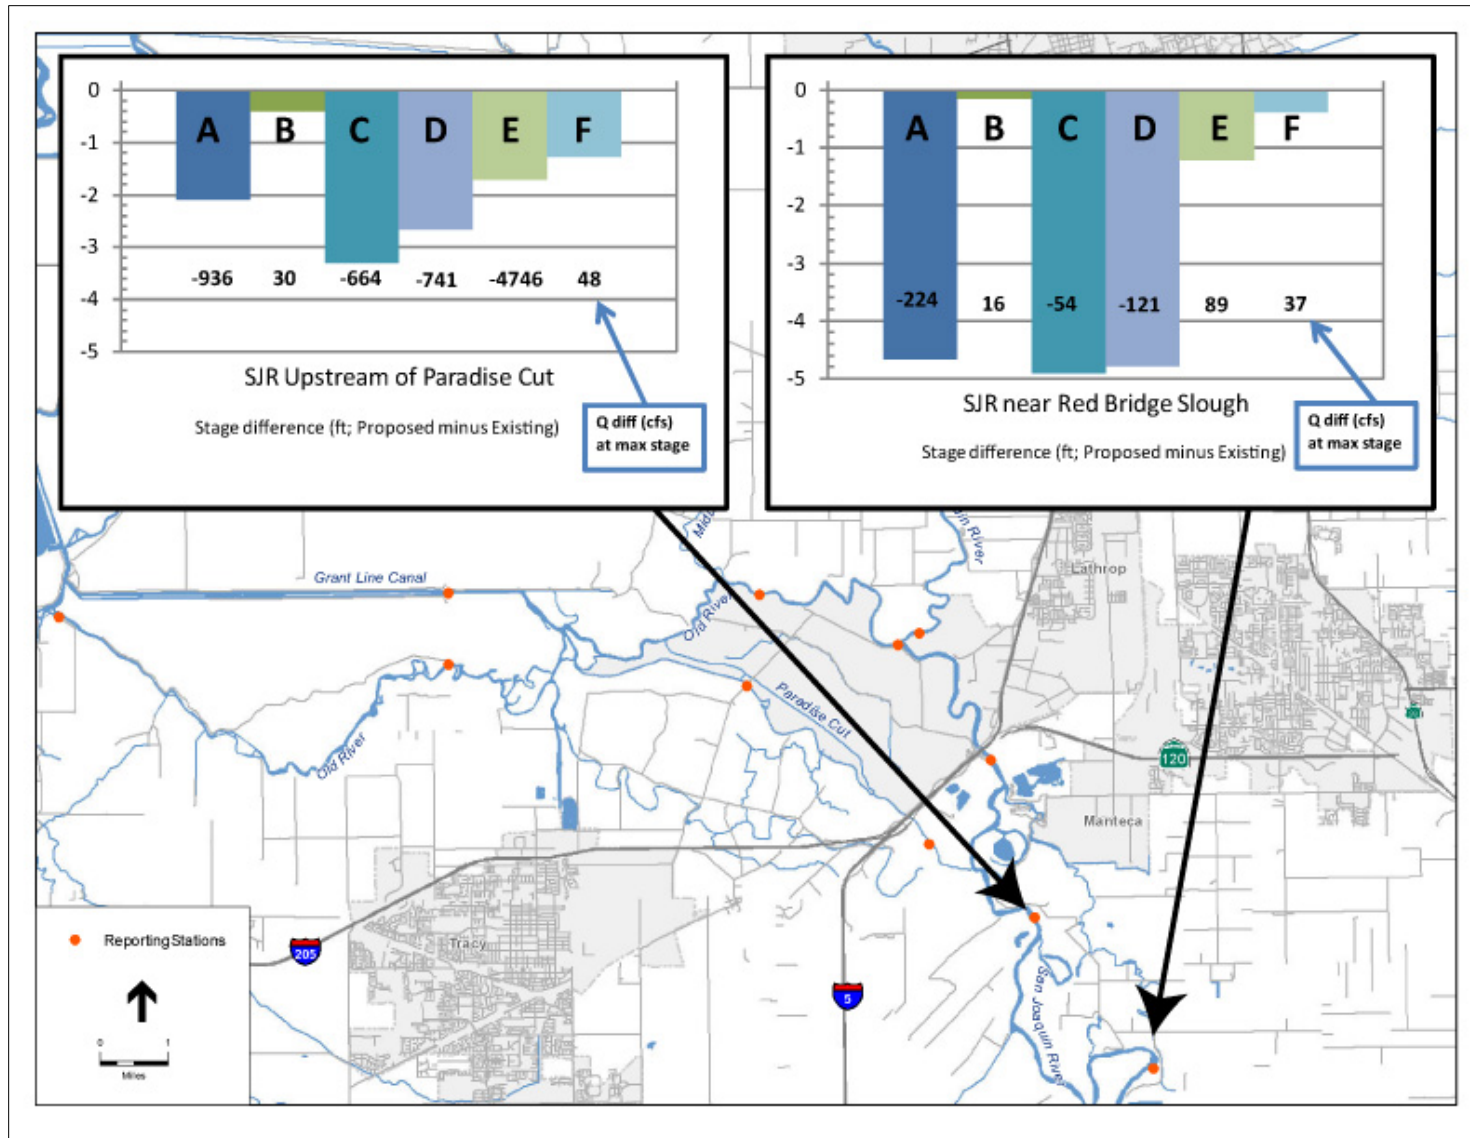 0
-1
-2
-3
-4
-5
A
B
C
D
E
F
-936
30
-664
-741
-4746
48
SJR Upstream of Paradise Cut
Stage difference (ft; Proposed minus Existing)
Q diff (cfs)
at max stage
0
-1
-2
-3
-4
-5
A
B
C
D
E
F
-224
16
-54
-121
89
37
SJR near Red Bridge Slough
Stage difference (ft; Proposed minus Existing)
Q diff (cfs)
at max stage
Grant Line Canal
River
Lathrop
Old River
Paradise Cut
Old River
120
Manteca
Tracy
205
5
San Joaquin River
Reporting Stations
0 1
Miles